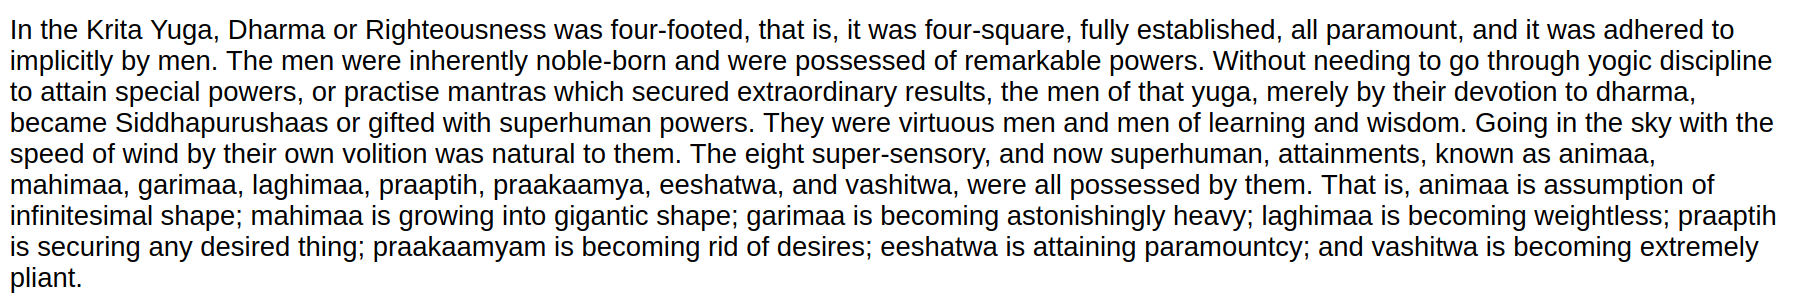 In the Krita Yuga, Dharma or Righteousness was four-footed, that is, it was four-square, fully established, all paramount, and it was adhered to
implicitly by men. The men were inherently noble-born and were possessed of remarkable powers. Without needing to go through yogic discipline
to attain special powers, or practise mantras which secured extraordinary results, the men of that yuga, merely by their devotion to dharma,
became Siddhapurushaas or gifted with superhuman powers. They were virtuous men and men of learning and wisdom. Going in the sky with the
speed of wind by their own volition was natural to them. The eight super-sensory, and now superhuman, attainments, known as animaa,
mahimaa, garimaa, laghimaa, praaptih, praakaamya, eeshatwa, and vashitwa, were all possessed by them. That is, animaa is assumption of
infinitesimal shape; mahimaa is growing into gigantic shape; garimaa is becoming astonishingly heavy; laghimaa is becoming weightless; praaptih
is securing any desired thing; praakaamyam is becoming rid of desires; eeshatwa is attaining paramountcy; and vashitwa is becoming extremely
pliant.